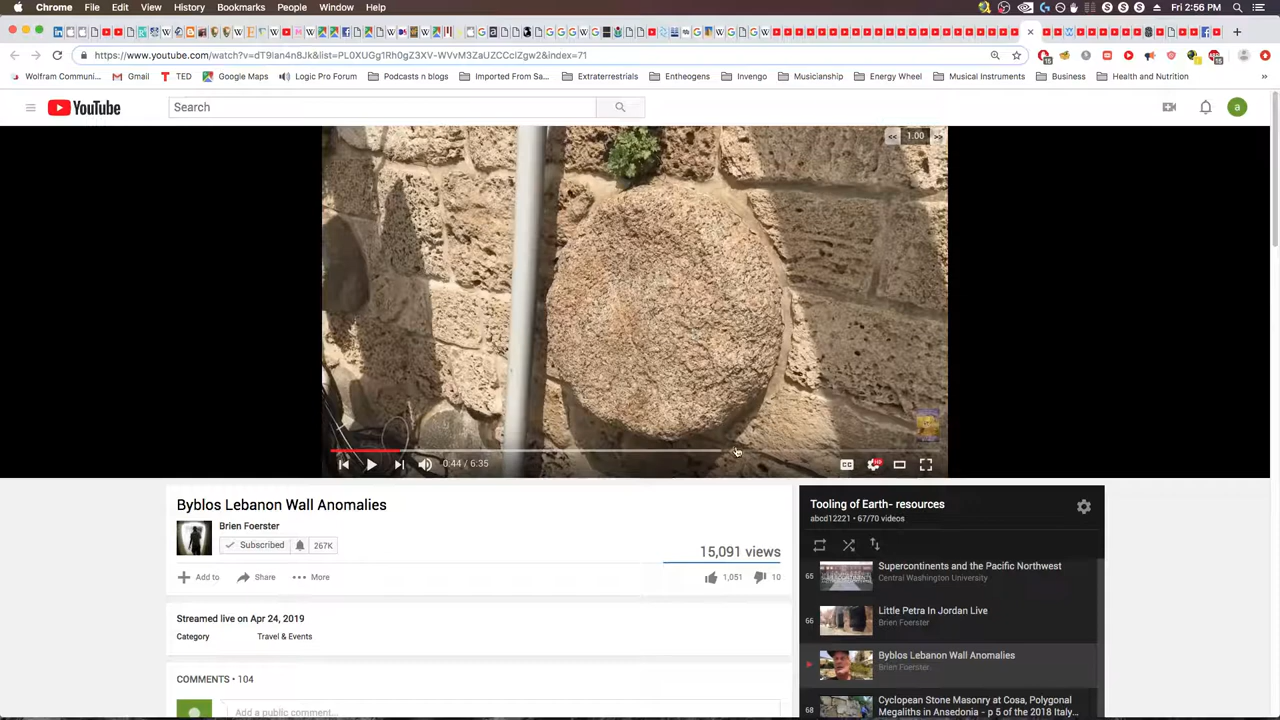 Chrome File Edit View History Bookmarks People Window Help Fri 2:56 PM
https://www.youtube.com/watch?v=dT9lan4n8Jk&list=PL0XUGg1Rh0gZ3XV-WVvM3ZaUZCCsIZgw2&index=71
Wolfram Communi... Gmail TED Google Maps Logic Pro Forum Podcasts n blogs Imported From Sa... Extraterrestrials Entheogens Invengo Musicianship Energy Wheel Musical Instruments Business Health and Nutrition »
YouTube Search a
<< 1.00 >>
0:44 / 6:35 CC HD
Byblos Lebanon Wall Anomalies
Brien Foerster
Subscribed 267K
15,091 views
Add to Share More 1,051 10
Streamed live on Apr 24, 2019
Category Travel & Events
COMMENTS • 104
Add a public comment...
Tooling of Earth- resources
abcd12221 • 67/70 videos
65 Supercontinents and the Pacific Northwest
Central Washington University
66 Little Petra In Jordan Live
Brien Foerster
Byblos Lebanon Wall Anomalies
Brien Foerster
68 Cyclopean Stone Masonry at Cosa, Polygonal
Megaliths in Ansedonia - p 5 of the 2018 Italy...